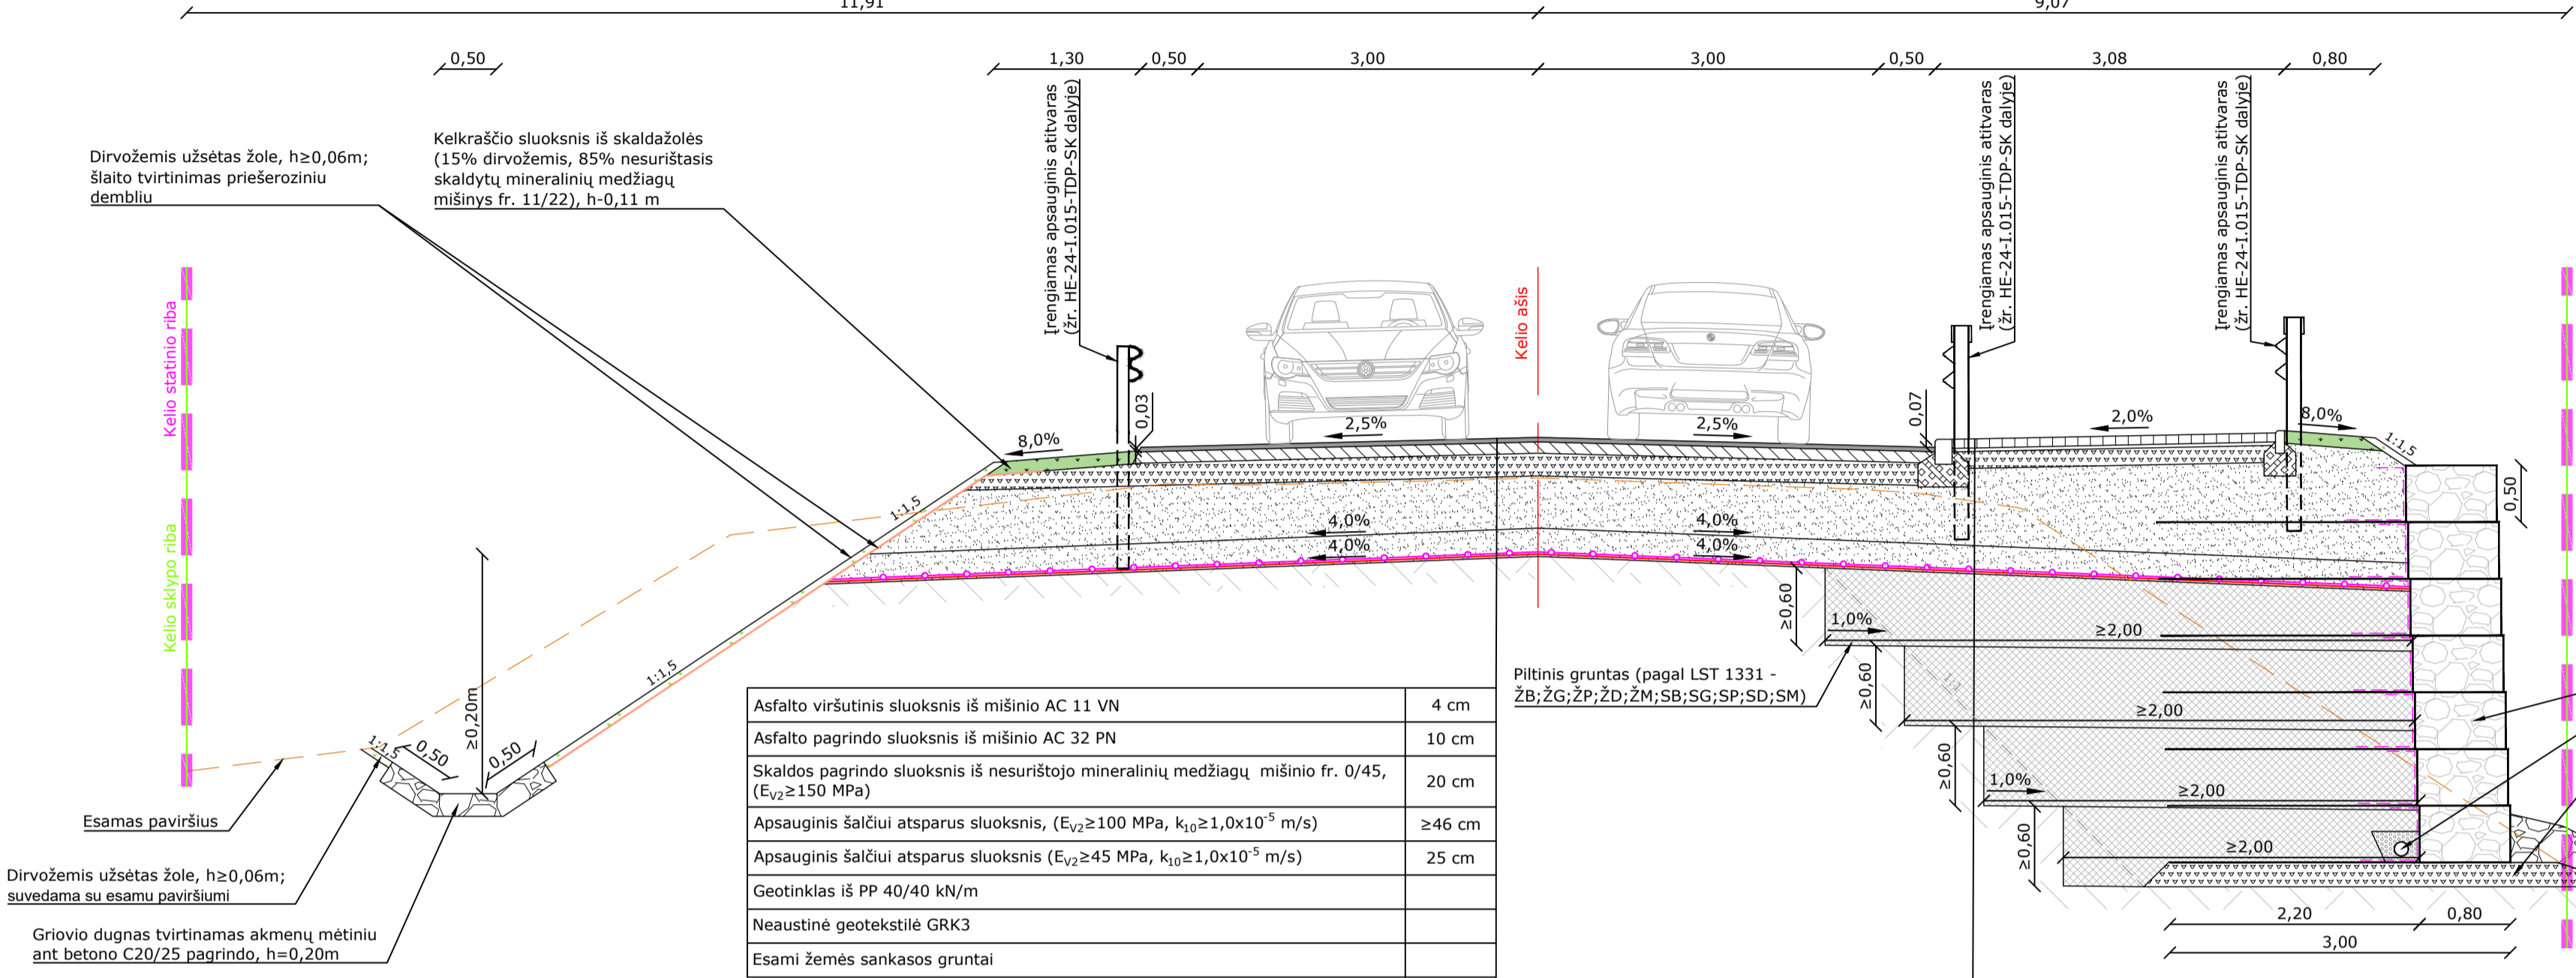 11,91
9,07
0,50
1,30
0,50
3,00
3,00
0,50
3,08
0,80
Dirvožemis užsėtas žole, h≥0,06m;
šlaito tvirtinimas priešeroziniu
dembliu
Kelkraščio sluoksnis iš skaldažolės
(15% dirvožemis, 85% nesurištasis
skaldytų mineralinių medžiagų
mišinys fr. 11/22), h-0,11 m
Įrengiamas apsauginis atitvaras
(žr. HE-24-I.015-TDP-SK dalyje)
Įrengiamas apsauginis atitvaras
(žr. HE-24-I.015-TDP-SK dalyje)
Įrengiamas apsauginis atitvaras
(žr. HE-24-I.015-TDP-SK dalyje)
Kelio statinio riba
Kelio sklypo riba
Kelio ašis
0,03
0,07
8,0%
2,5%
2,5%
2,0%
8,0%
1:1,5
1:1,5
0,50
4,0%
4,0%
4,0%
4,0%
≥0,60
1,0%
≥2,00
1:1,5
≥0,20m
Piltinis gruntas (pagal LST 1331 -
ŽB;ŽG;ŽP;ŽD;ŽM;SB;SG;SP;SD;SM)
≥0,60
1:1
≥2,00
1:1,5
0,50
0,50
≥0,60
1,0%
≥2,00
≥0,60
≥2,00
Esamas paviršius
Dirvožemis užsėtas žole, h≥0,06m;
suvedama su esamu paviršiumi
Griovio dugnas tvirtinamas akmenų mėtiniu
ant betono C20/25 pagrindo, h=0,20m
Asfalto viršutinis sluoksnis iš mišinio AC 11 VN 4 cm
Asfalto pagrindo sluoksnis iš mišinio AC 32 PN 10 cm
Skaldos pagrindo sluoksnis iš nesurištojo mineralinių medžiagų mišinio fr. 0/45,
(EV2≥150 MPa) 20 cm
Apsauginis šalčiui atsparus sluoksnis, (EV2≥100 MPa, k10≥1,0x10⁻⁵ m/s) ≥46 cm
Apsauginis šalčiui atsparus sluoksnis (EV2≥45 MPa, k10≥1,0x10⁻⁵ m/s) 25 cm
Geotinklas iš PP 40/40 kN/m
Neaustinė geotekstilė GRK3
Esami žemės sankasos gruntai
2,20
0,80
3,00